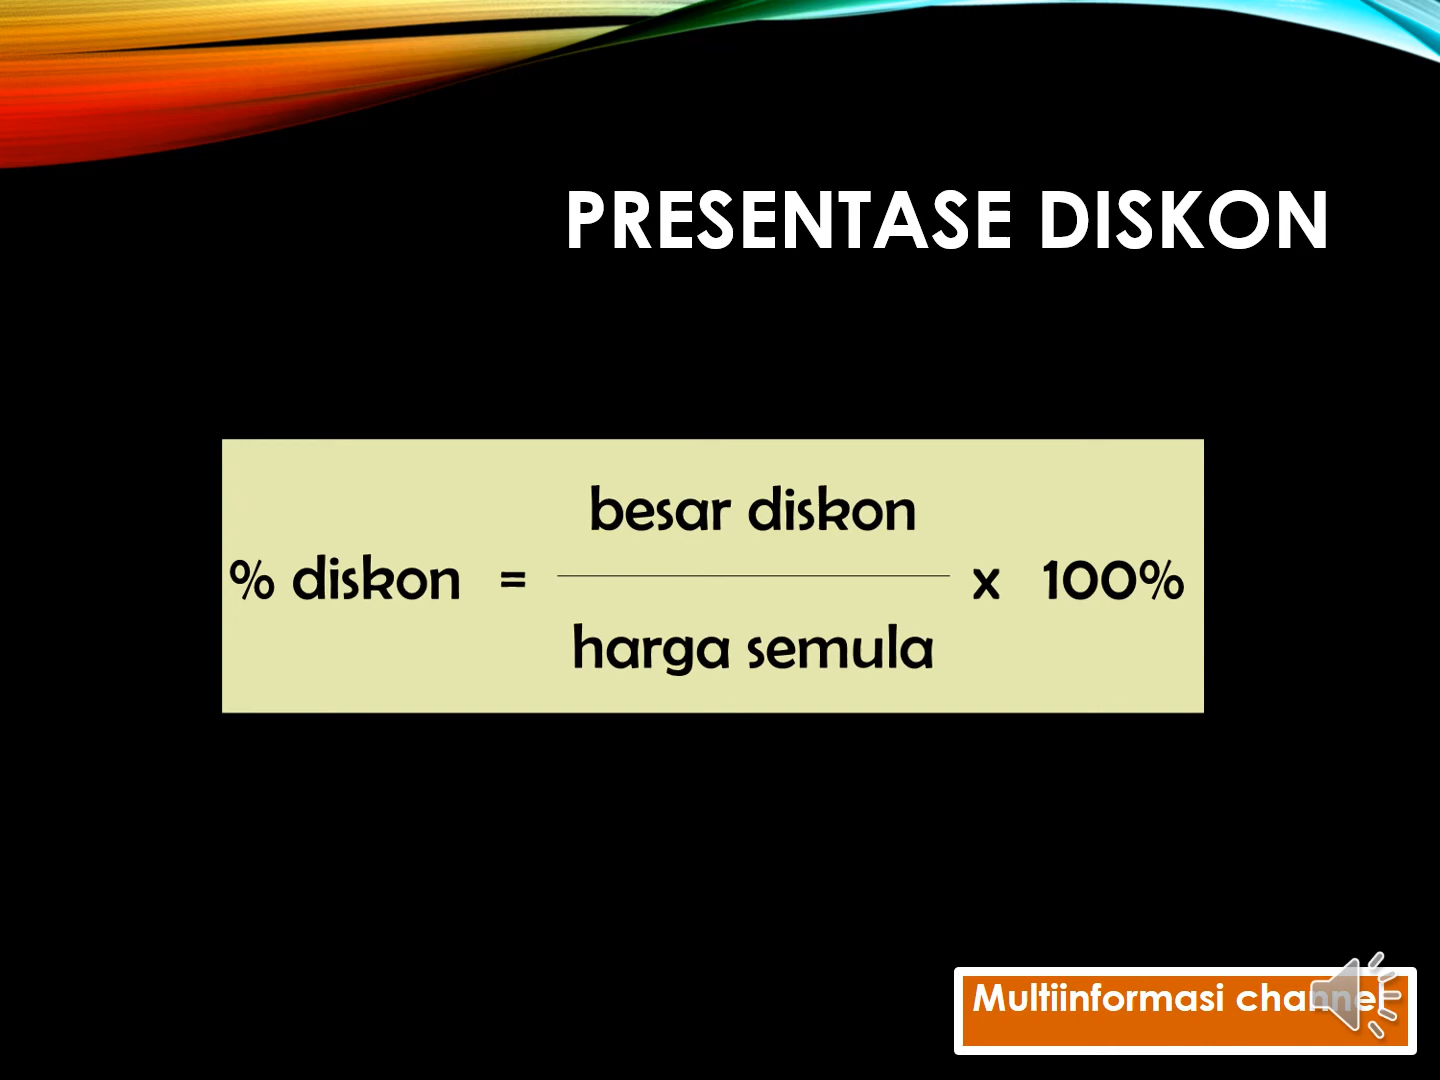 PRESENTASE DISKON
besar diskon
% diskon = x 100%
harga semula
Multiinformasi channel